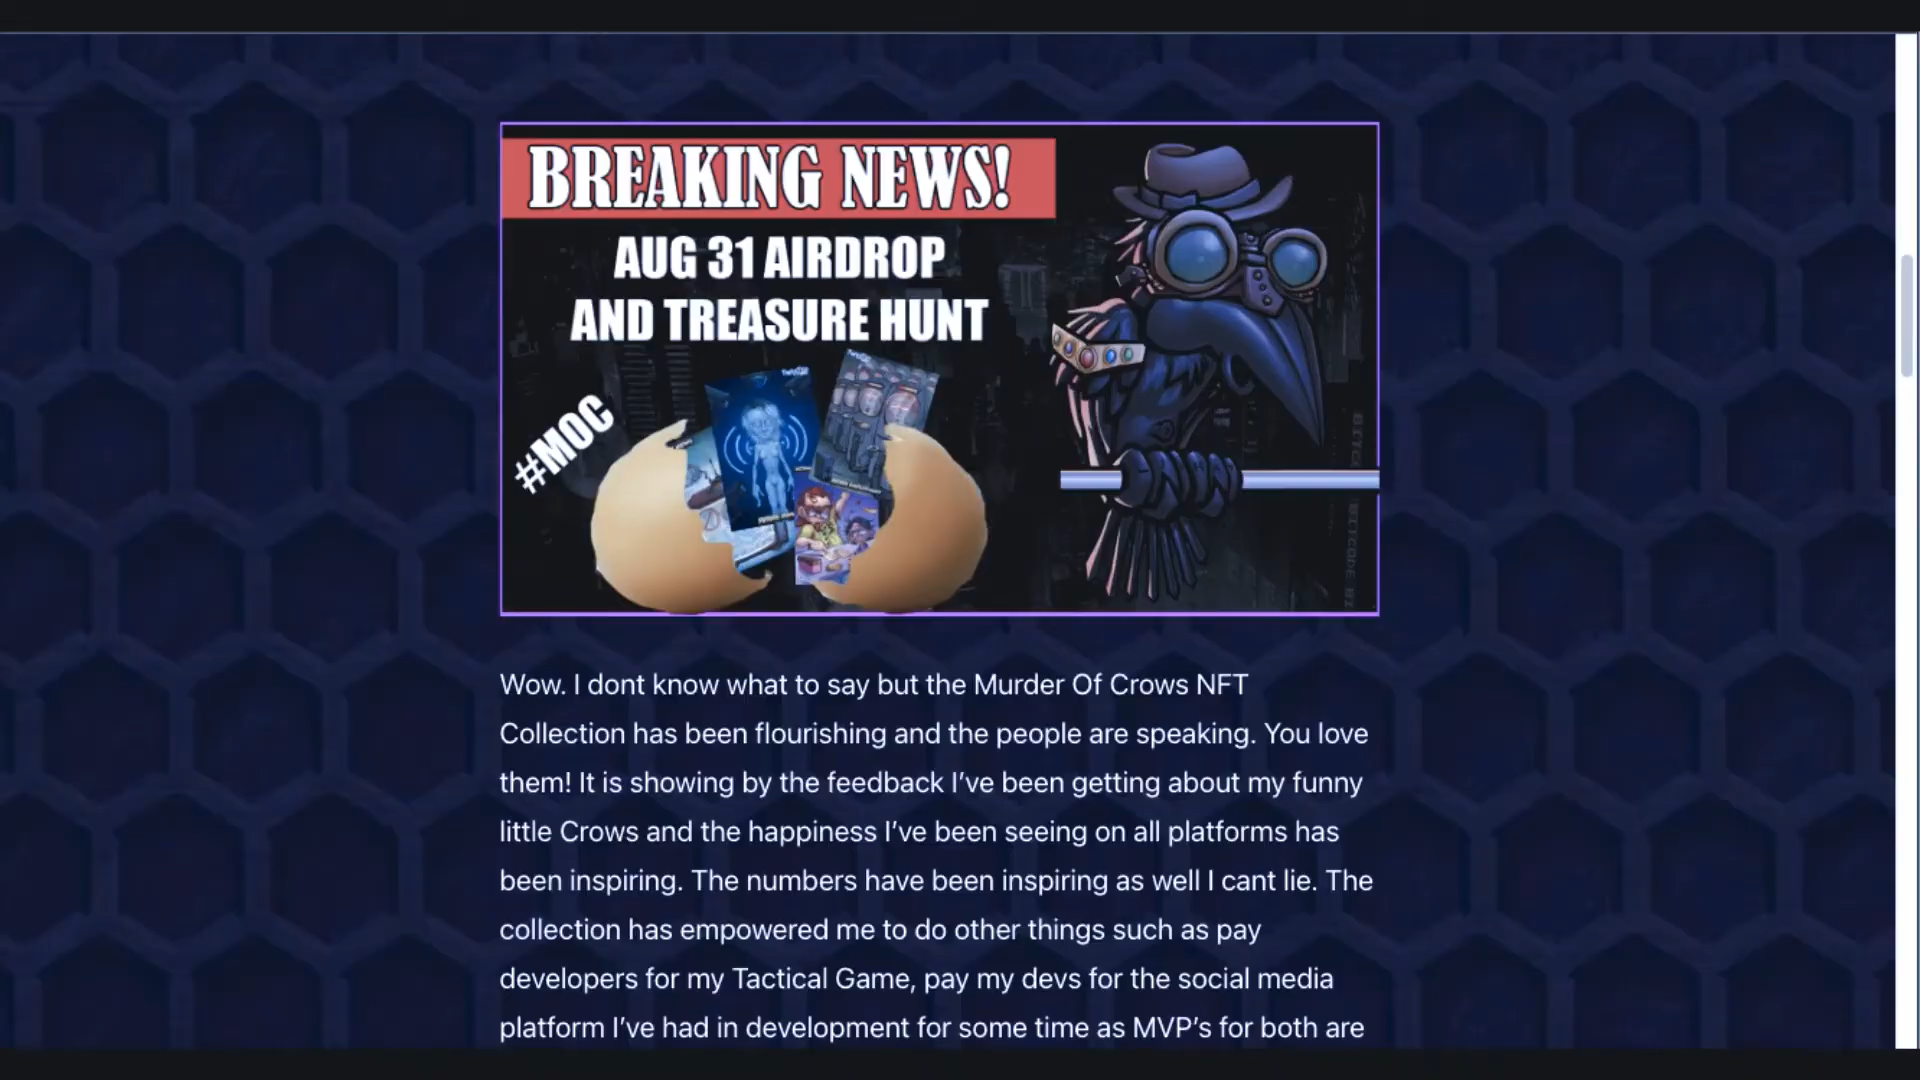 BREAKING NEWS!
AUG 31 AIRDROP
AND TREASURE HUNT
#MOC
Wow. I dont know what to say but the Murder Of Crows NFT
Collection has been flourishing and the people are speaking. You love
them! It is showing by the feedback I’ve been getting about my funny
little Crows and the happiness I’ve been seeing on all platforms has
been inspiring. The numbers have been inspiring as well I cant lie. The
collection has empowered me to do other things such as pay
developers for my Tactical Game, pay my devs for the social media
platform I’ve had in development for some time as MVP’s for both are